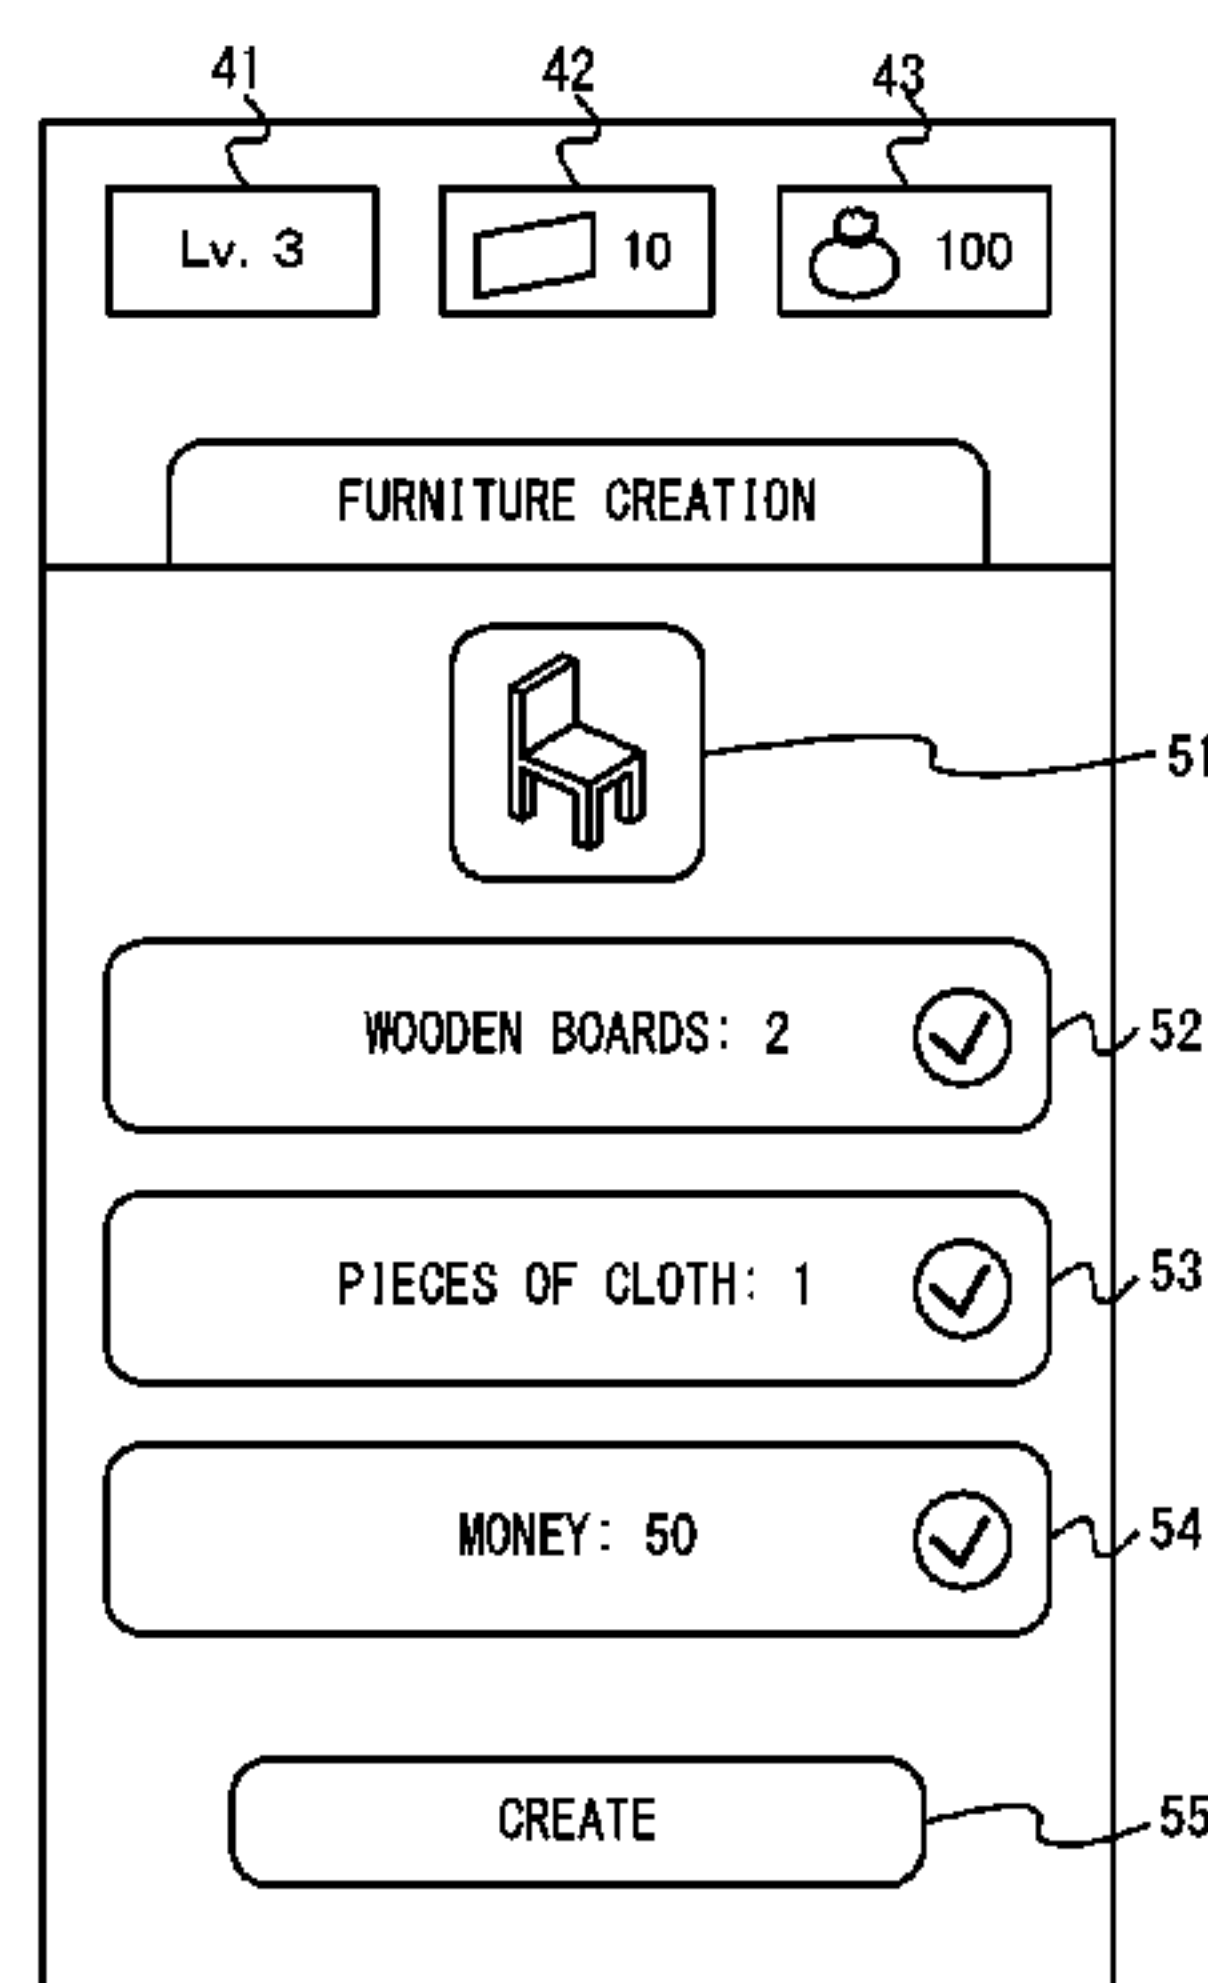 41 42 43
Lv. 3 10 100
FURNITURE CREATION
51
WOODEN BOARDS: 2 52
PIECES OF CLOTH: 1 53
MONEY: 50 54
CREATE 55